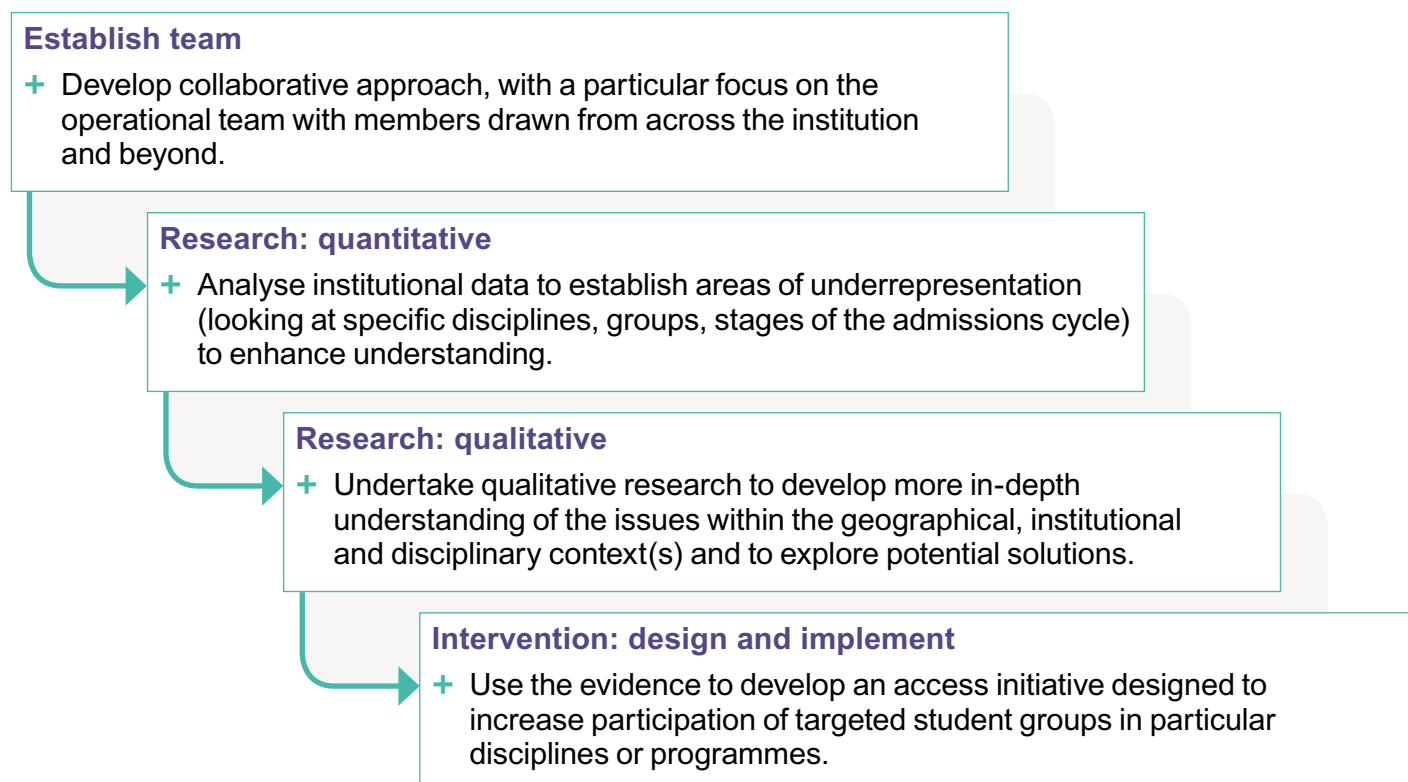 Establish team
+ Develop collaborative approach, with a particular focus on the
operational team with members drawn from across the institution
and beyond.
Research: quantitative
+ Analyse institutional data to establish areas of underrepresentation
(looking at specific disciplines, groups, stages of the admissions cycle)
to enhance understanding.
Research: qualitative
+ Undertake qualitative research to develop more in-depth
understanding of the issues within the geographical, institutional
and disciplinary context(s) and to explore potential solutions.
Intervention: design and implement
+ Use the evidence to develop an access initiative designed to
increase participation of targeted student groups in particular
disciplines or programmes.